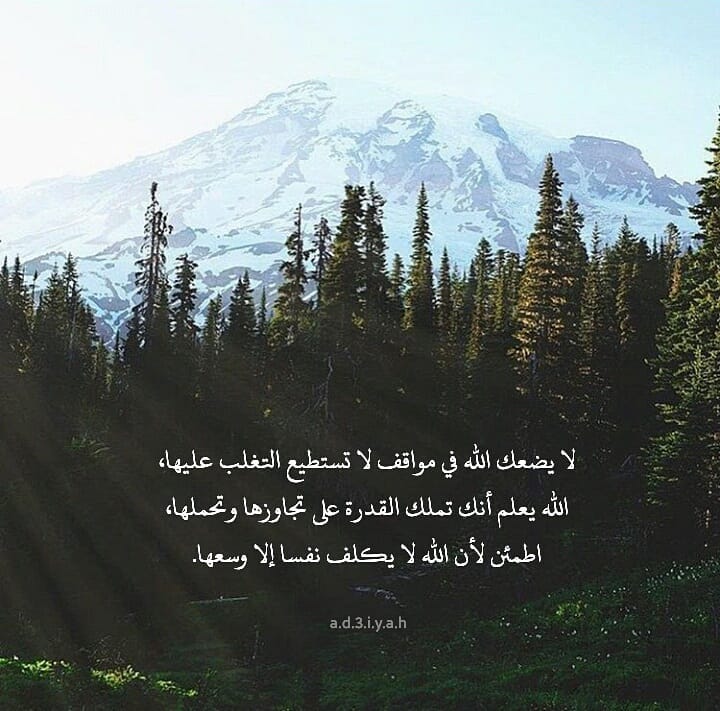 لا يضعك الله في مواقف لا تستطيع التغلب عليها،
الله يعلم أنك تملك القدرة على تجاوزها وتحملها،
اطمئن لأن الله لا يكلف نفسا إلا وسعها.
a.d.3.i.y.a.h